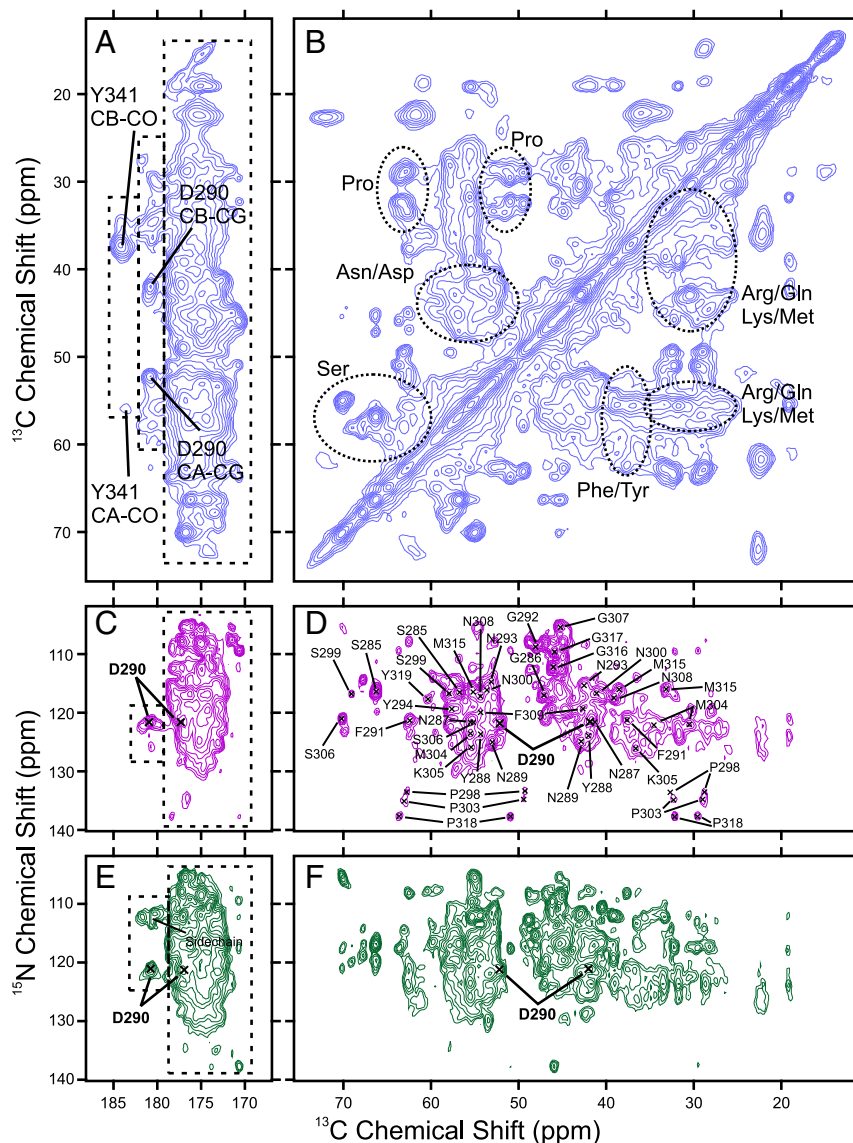 A
B
20
30
40
50
60
70
¹³C Chemical Shift (ppm)
Y341
CB-CO
D290
CB-CG
D290
CA-CG
Y341
CA-CO
Pro
Pro
Asn/Asp
Ser
Arg/Gln
Lys/Met
Arg/Gln
Lys/Met
Phe/Tyr
C
D
110
120
130
140
¹⁵N Chemical Shift (ppm)
D290
S299
S285
S306
F291
S285
S299
Y319
Y294
N287
S306
M304
K305
M315
N308
N293
N300
Y288
N289
G292
G286
F309
D290
G307
G317
G316
N293
N300
M315
N308
M315
M304
F291
K305
N287
Y288
N289
P298
P303
P318
P298
P303
P318
E
F
110
120
130
140
Sidechain
D290
D290
180
175
170
70
60
50
40
30
20
¹³C Chemical Shift (ppm)